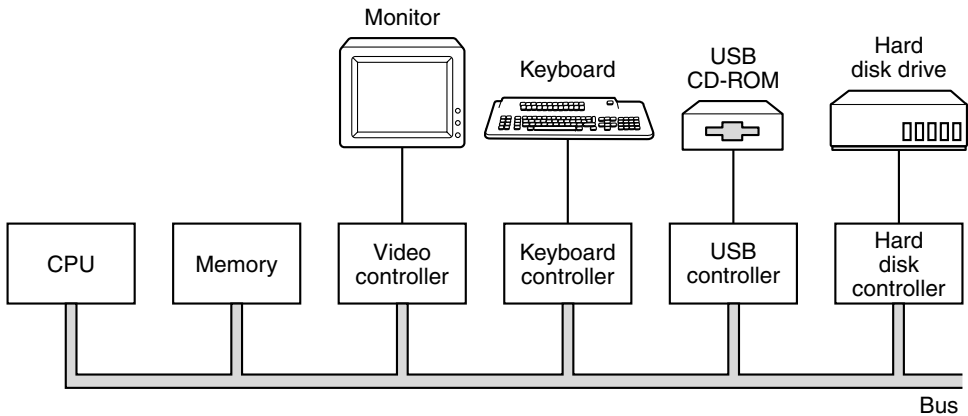 Monitor
Keyboard
USB
CD-ROM
Hard
disk drive
CPU
Memory
Video
controller
Keyboard
controller
USB
controller
Hard
disk
controller
Bus